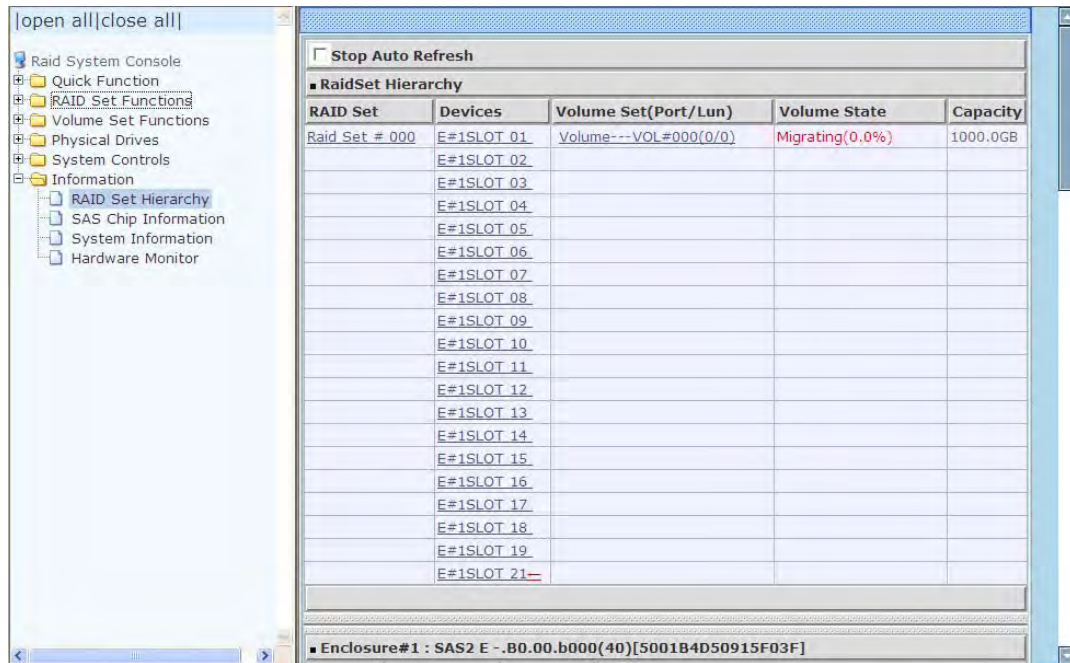 |open all|close all|
Raid System Console
Quick Function
RAID Set Functions
Volume Set Functions
Physical Drives
System Controls
Information
RAID Set Hierarchy
SAS Chip Information
System Information
Hardware Monitor
Stop Auto Refresh
RaidSet Hierarchy
RAID Set Devices Volume Set(Port/Lun) Volume State Capacity
Raid Set # 000 E#1SLOT 01 Volume---VOL#000(0/0) Migrating(0.0%) 1000.0GB
E#1SLOT 02
E#1SLOT 03
E#1SLOT 04
E#1SLOT 05
E#1SLOT 06
E#1SLOT 07
E#1SLOT 08
E#1SLOT 09
E#1SLOT 10
E#1SLOT 11
E#1SLOT 12
E#1SLOT 13
E#1SLOT 14
E#1SLOT 15
E#1SLOT 16
E#1SLOT 17
E#1SLOT 18
E#1SLOT 19
E#1SLOT 21
Enclosure#1 : SAS2 E -.B0.00.b000(40)[5001B4D50915F03F]